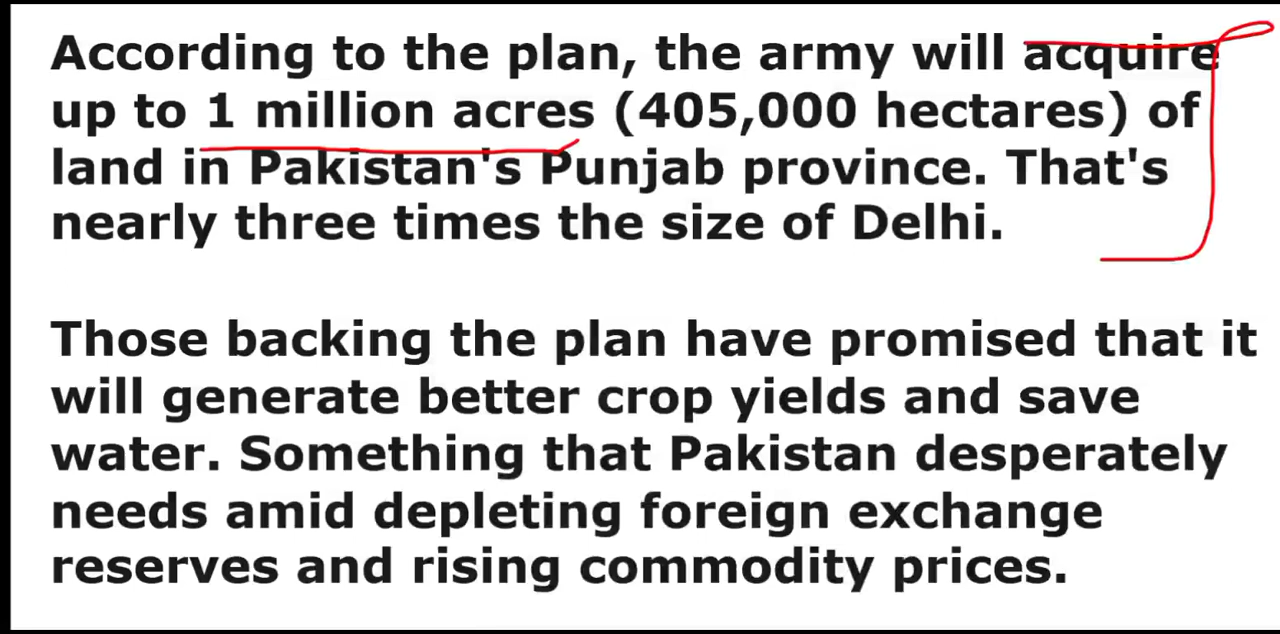 According to the plan, the army will acquire
up to 1 million acres (405,000 hectares) of
land in Pakistan's Punjab province. That's
nearly three times the size of Delhi.
Those backing the plan have promised that it
will generate better crop yields and save
water. Something that Pakistan desperately
needs amid depleting foreign exchange
reserves and rising commodity prices.